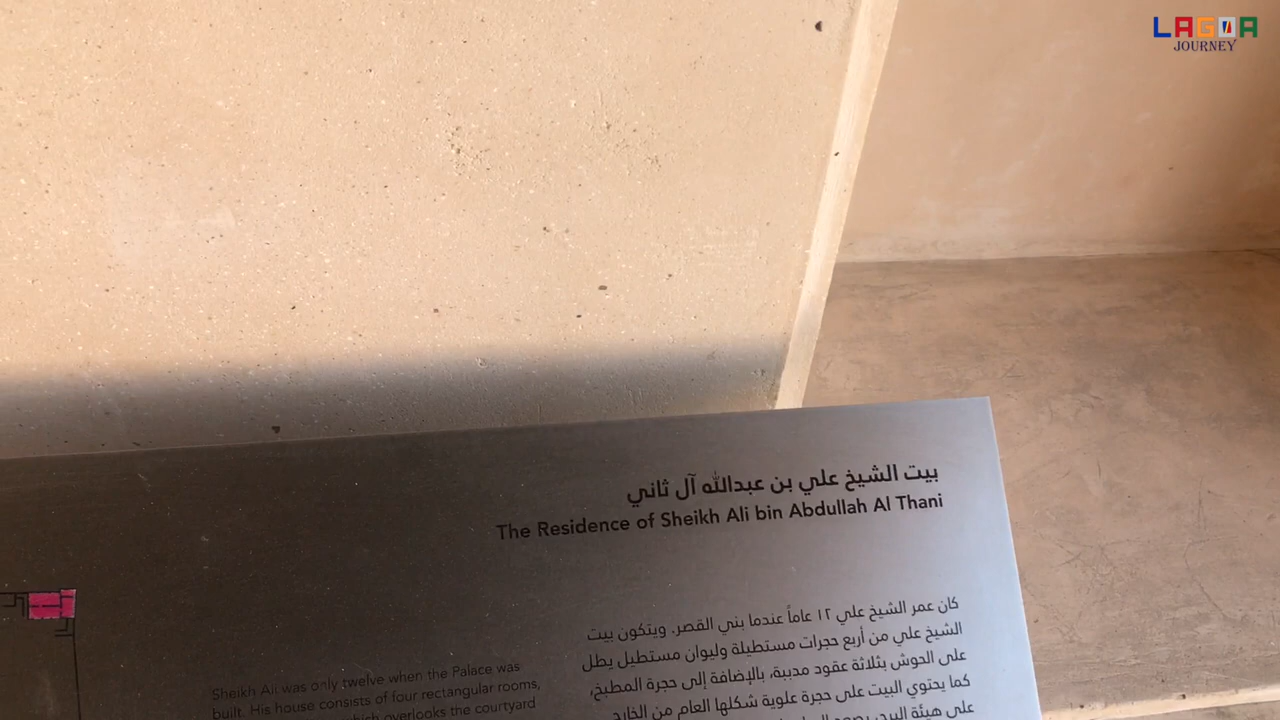 LAGOA
JOURNEY
بيت الشيخ علي بن عبدالله آل ثاني
The Residence of Sheikh Ali bin Abdullah Al Thani
كان عمر الشيخ علي ١٢ عاماً عندما بني القصر. ويتكون بيت
الشيخ علي من أربع حجرات مستطيلة وليوان مستطيل يطل
على الحوش بثلاثة عقود مدببة، بالإضافة إلى حجرة المطبخ،
كما يحتوي البيت على حجرة علوية شكلها العام من الخارج
على هيئة البرج
Sheikh Ali was only twelve when the Palace was
built. His house consists of four rectangular rooms,
which overlooks the courtyard